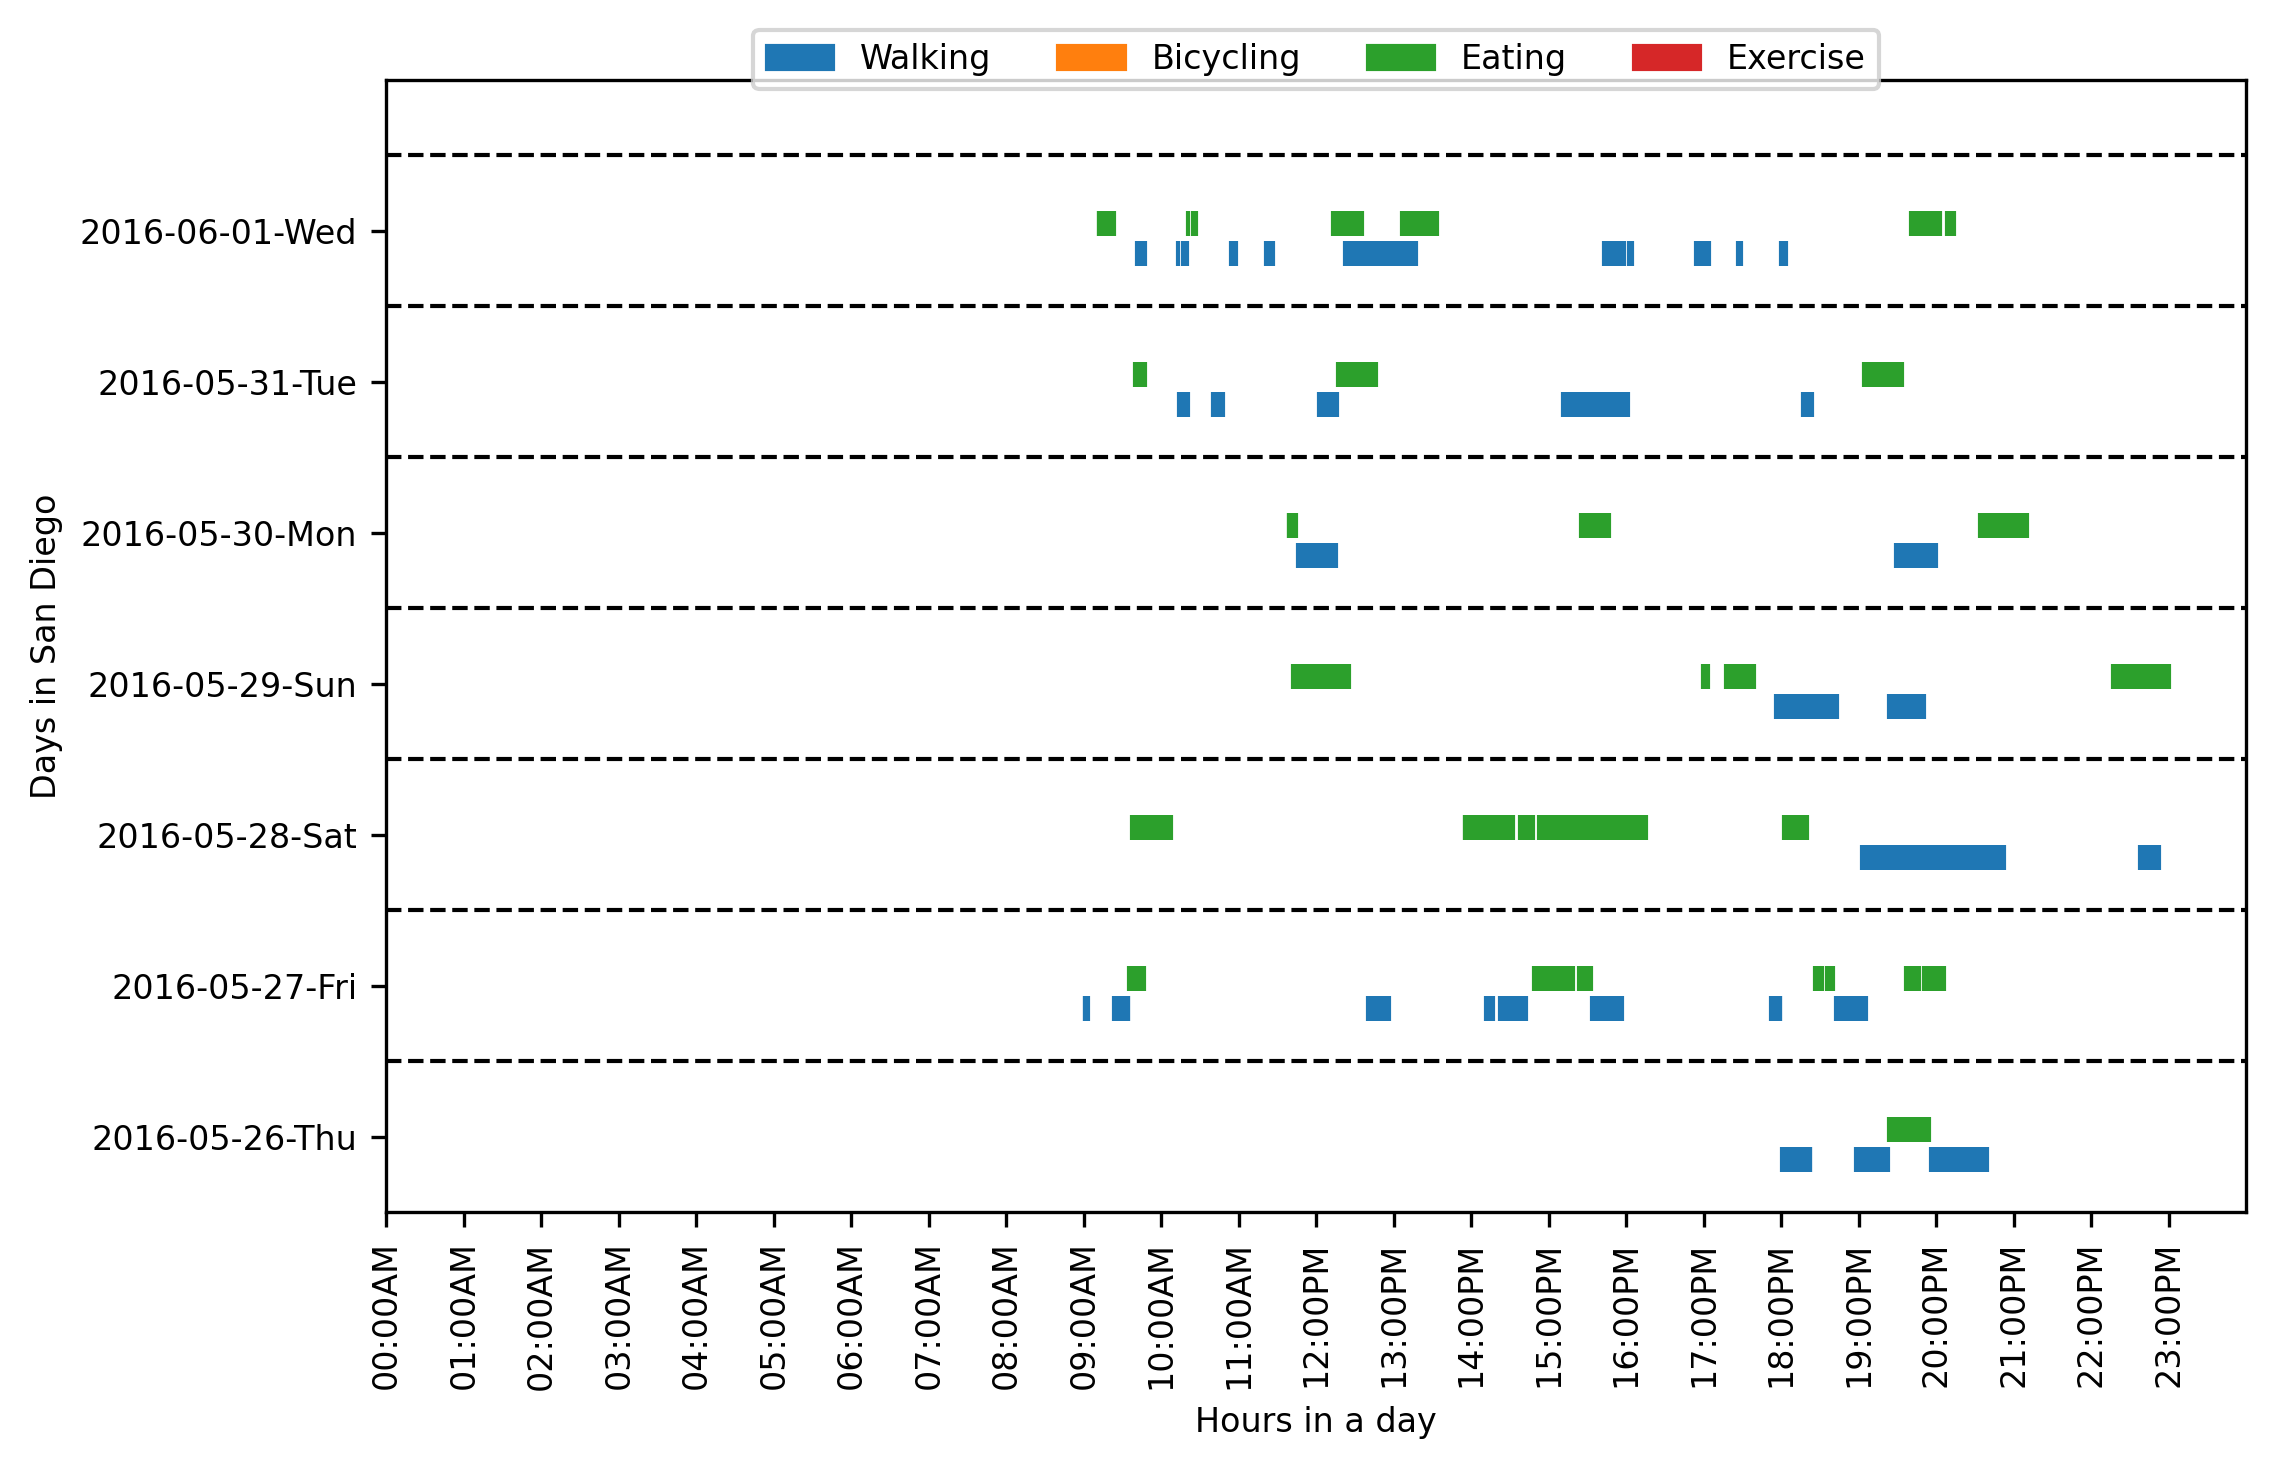 Walking Bicycling Eating Exercise
2016-06-01-Wed
2016-05-31-Tue
2016-05-30-Mon
2016-05-29-Sun
2016-05-28-Sat
2016-05-27-Fri
2016-05-26-Thu
Days in San Diego
00:00AM
01:00AM
02:00AM
03:00AM
04:00AM
05:00AM
06:00AM
07:00AM
08:00AM
09:00AM
10:00AM
11:00AM
12:00PM
13:00PM
14:00PM
15:00PM
16:00PM
17:00PM
18:00PM
19:00PM
20:00PM
21:00PM
22:00PM
23:00PM
Hours in a day